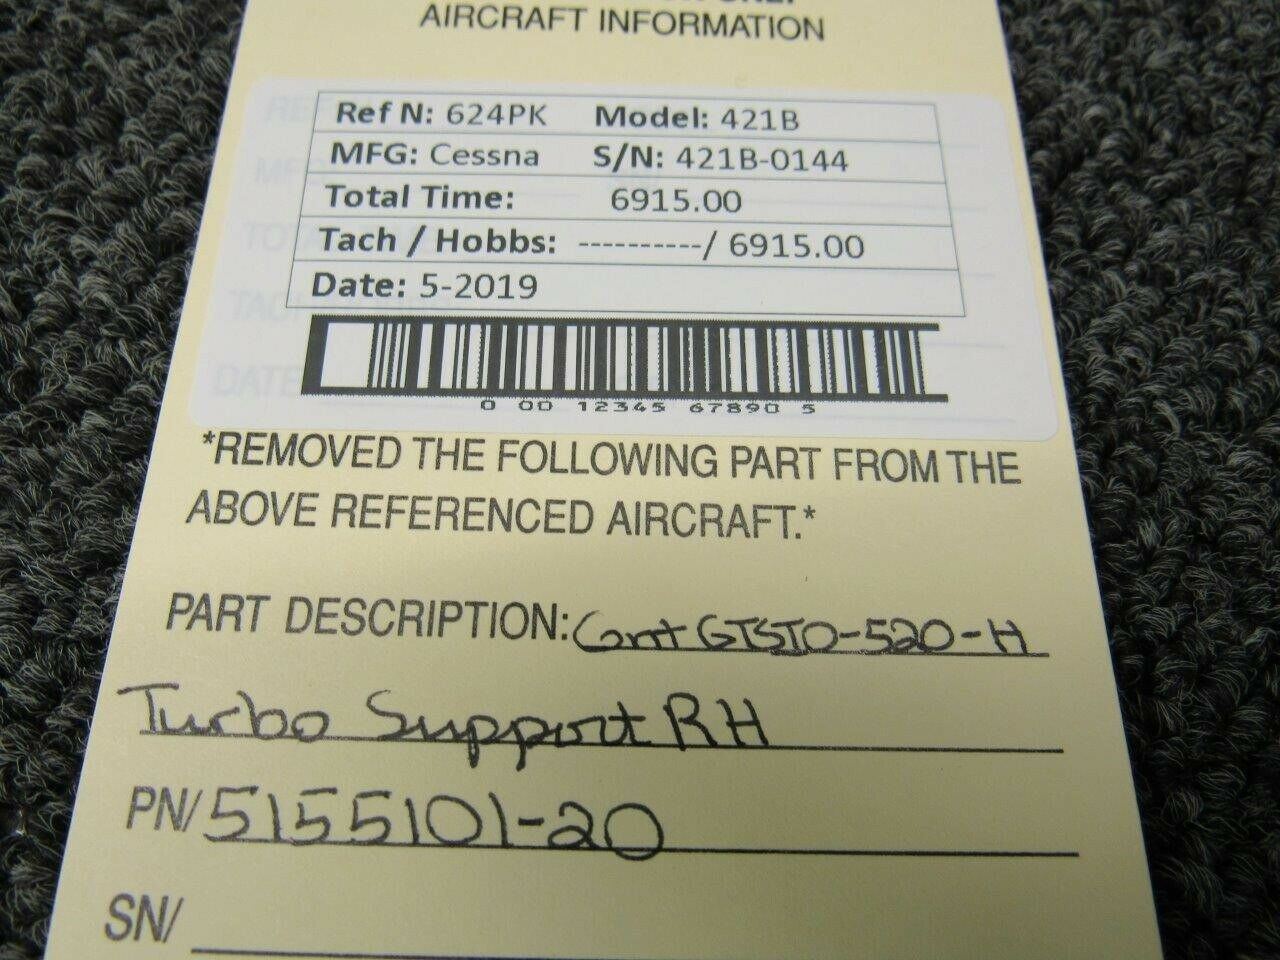 AIRCRAFT INFORMATION
Ref N: 624PK Model: 421B
MFG: Cessna S/N: 421B-0144
Total Time: 6915.00
Tach / Hobbs: ----------/ 6915.00
Date: 5-2019
0 00 12345 67890 5
*REMOVED THE FOLLOWING PART FROM THE
ABOVE REFERENCED AIRCRAFT.*
PART DESCRIPTION: Cont GTSIO-520-H
Turbo Support RH
PN/ 5155101-20
SN/